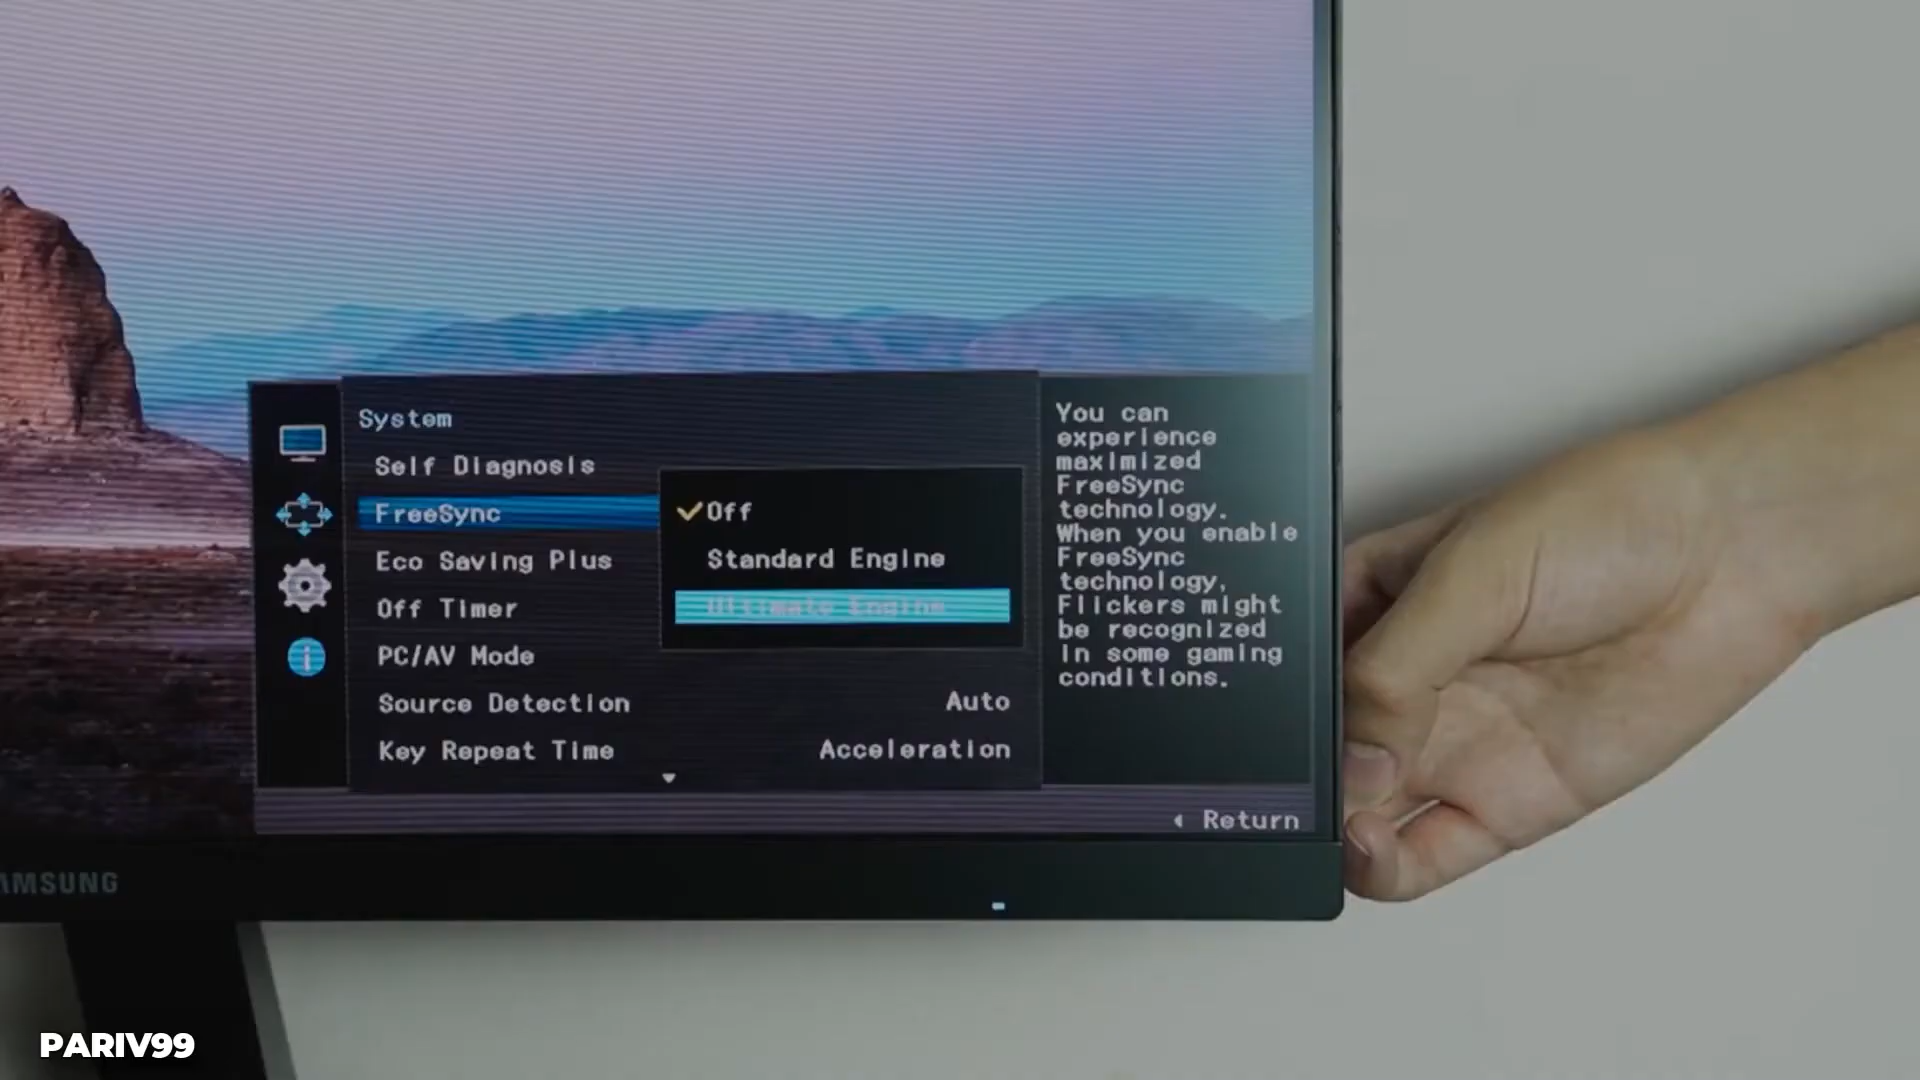 System
Self Diagnosis
FreeSync
Eco Saving Plus
Off Timer
PC/AV Mode
Source Detection Auto
Key Repeat Time Acceleration
Off
Standard Engine
Ultimate Engine
You can
experience
maximized
FreeSync
technology.
When you enable
FreeSync
technology,
Flickers might
be recognized
in some gaming
conditions.
Return
AMSUNG
PARIV99